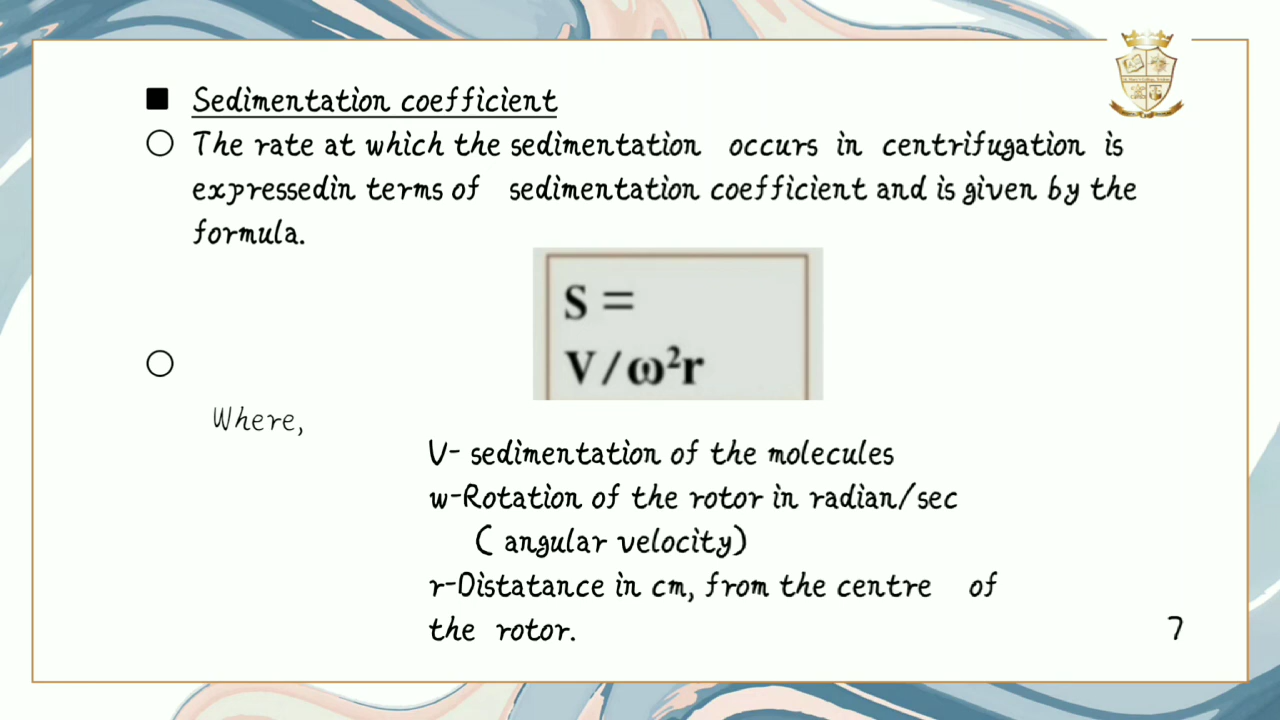 Sedimentation coefficient
The rate at which the sedimentation occurs in centrifugation is
expressedin terms of sedimentation coefficient and is given by the
formula.
S =
V/ω²r
Where,
V- sedimentation of the molecules
w-Rotation of the rotor in radian/sec
( angular velocity)
r-Distatance in cm, from the centre of
the rotor.
7